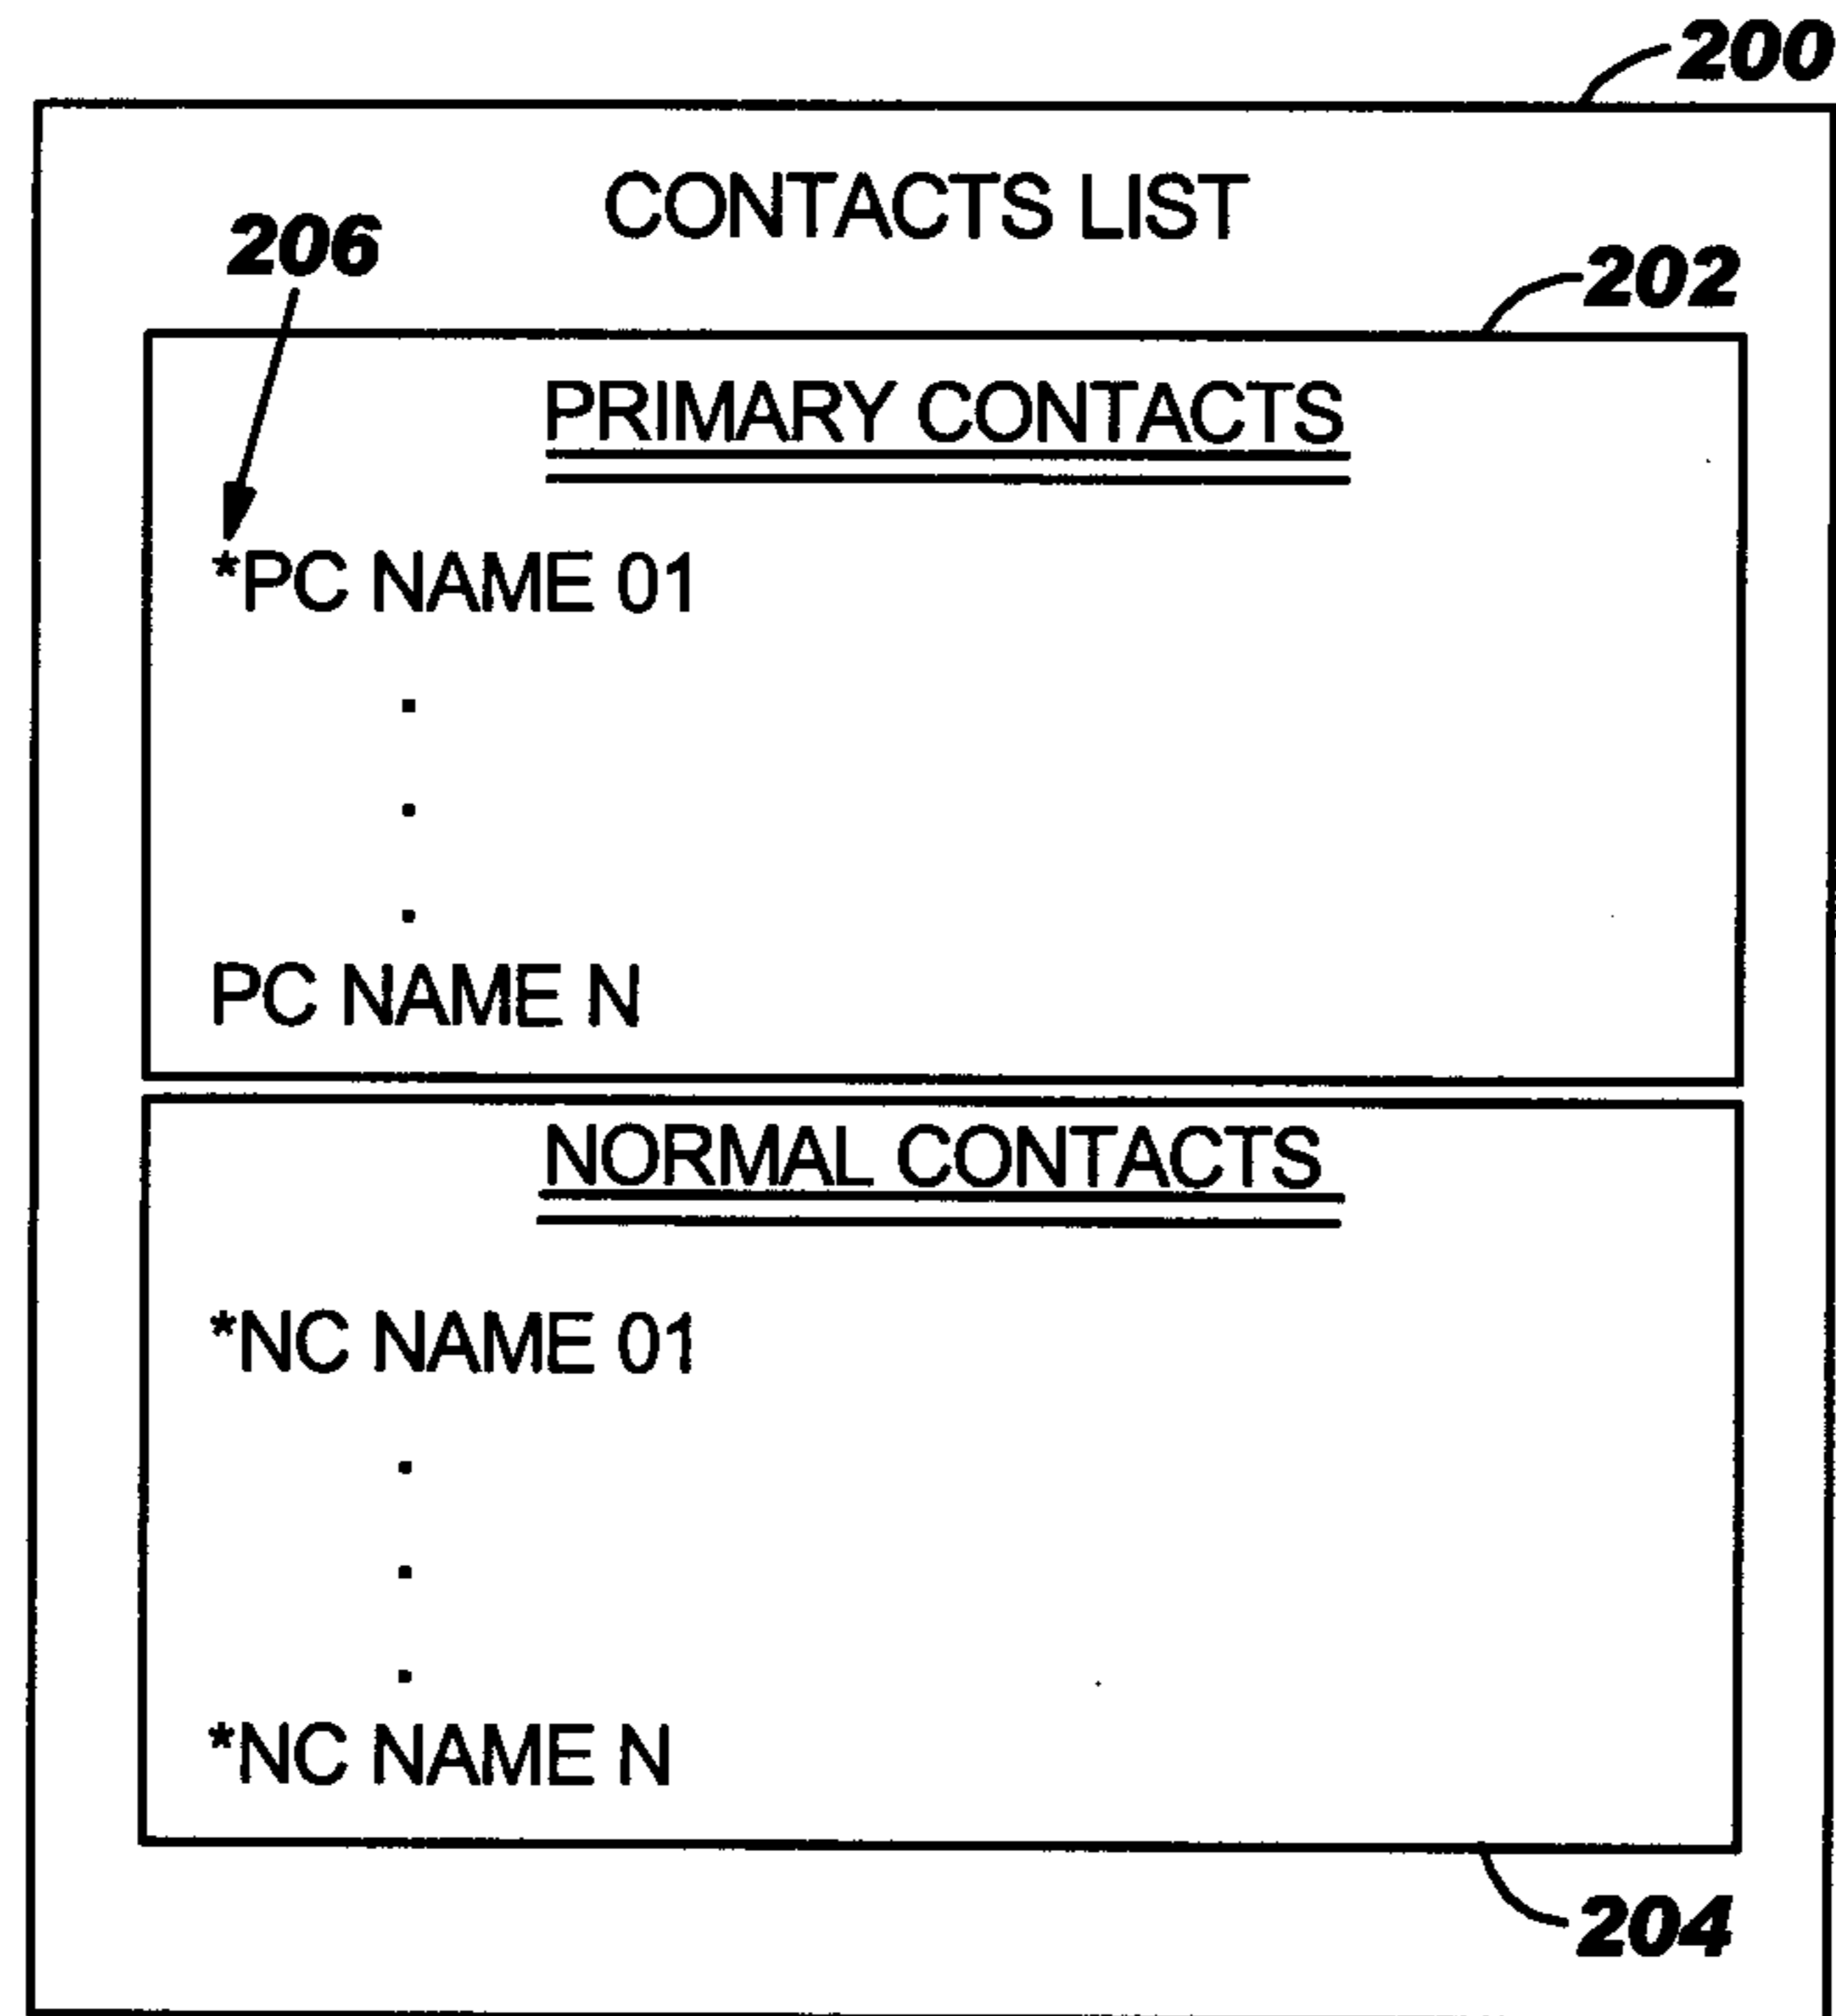 200
CONTACTS LIST
206
202
PRIMARY CONTACTS
*PC NAME 01
.
.
.
PC NAME N
NORMAL CONTACTS
*NC NAME 01
.
.
.
*NC NAME N
204